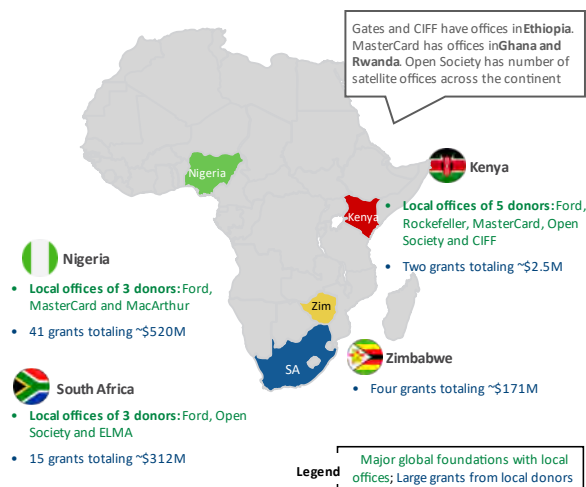 Gates and CIFF have offices inEthiopia.
MasterCard has offices inGhana and
Rwanda. Open Society has number of
satellite offices across the continent
Nigeria
Kenya
Kenya
• Local offices of 5 donors:Ford,
Rockefeller, MasterCard, Open
Society and CIFF
• Two grants totaling ~$2.5M
Nigeria
• Local offices of 3 donors:Ford,
MasterCard and MacArthur
• 41 grants totaling ~$520M
Zim
SA
Zimbabwe
• Four grants totaling ~$171M
South Africa
• Local offices of 3 donors:Ford, Open
Society and ELMA
• 15 grants totaling ~$312M
Legend
Major global foundations with local
offices; Large grants from local donors